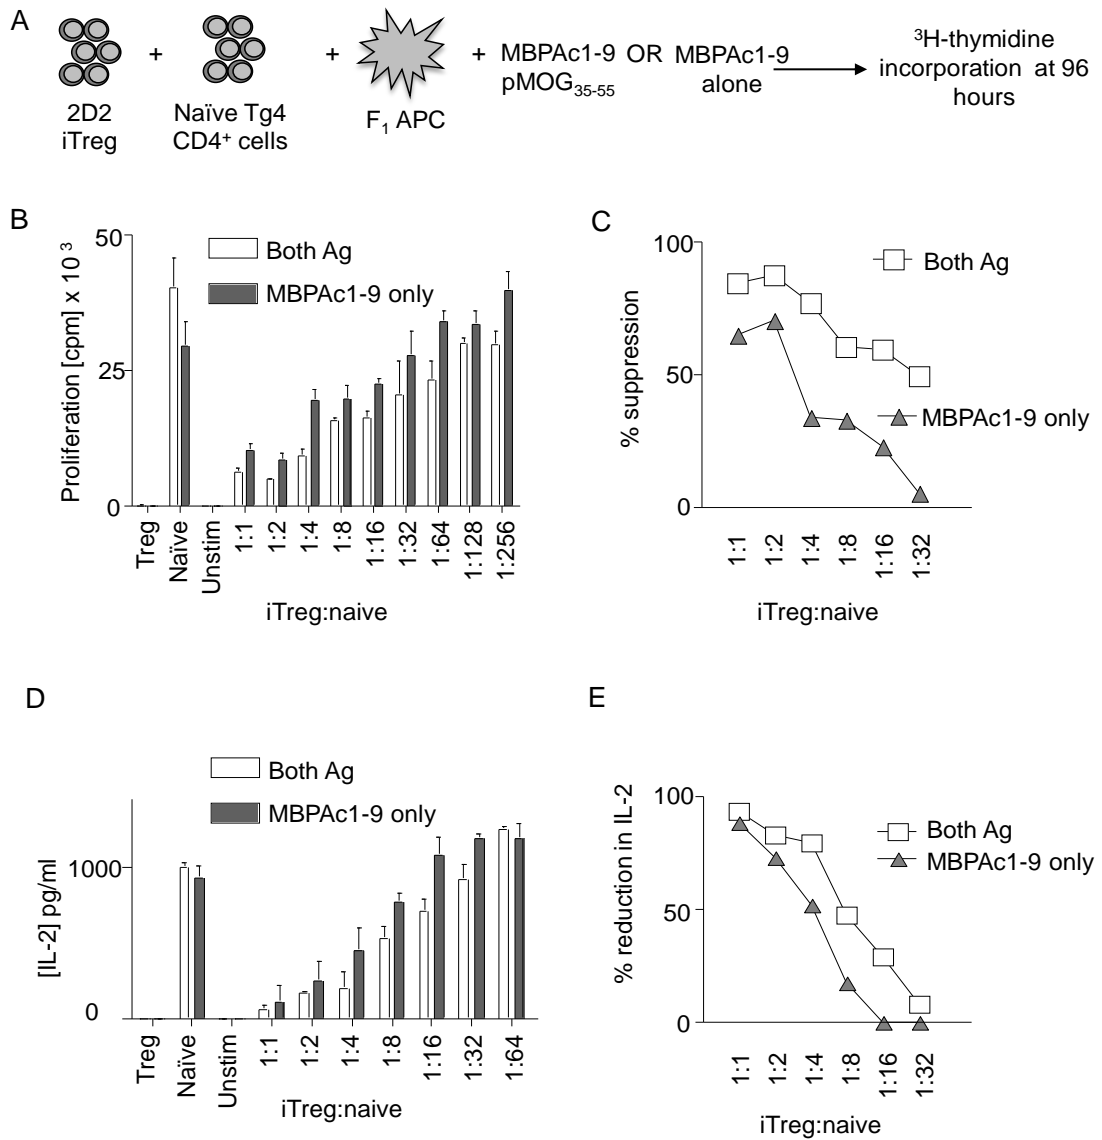 A
+ + + MBPAc1-9 OR MBPAc1-9
pMOG35-55 alone
3H-thymidine
incorporation at 96
hours
2D2
iTreg
Naïve Tg4
CD4+ cells
F1 APC
B
50
25
0
Proliferation [cpm] x 10 3
Both Ag
MBPAc1-9 only
Treg
Naïve
Unstim
1:1
1:2
1:4
1:8
1:16
1:32
1:64
1:128
1:256
iTreg:naive
C
100
50
0
% suppression
Both Ag
MBPAc1-9 only
1:1
1:2
1:4
1:8
1:16
1:32
iTreg:naive
D
Both Ag
MBPAc1-9 only
1000
0
[IL-2] pg/ml
Treg
Naïve
Unstim
1:1
1:2
1:4
1:8
1:16
1:32
1:64
iTreg:naive
E
100
50
0
% reduction in IL-2
Both Ag
MBPAc1-9 only
1:1
1:2
1:4
1:8
1:16
1:32
iTreg:naive